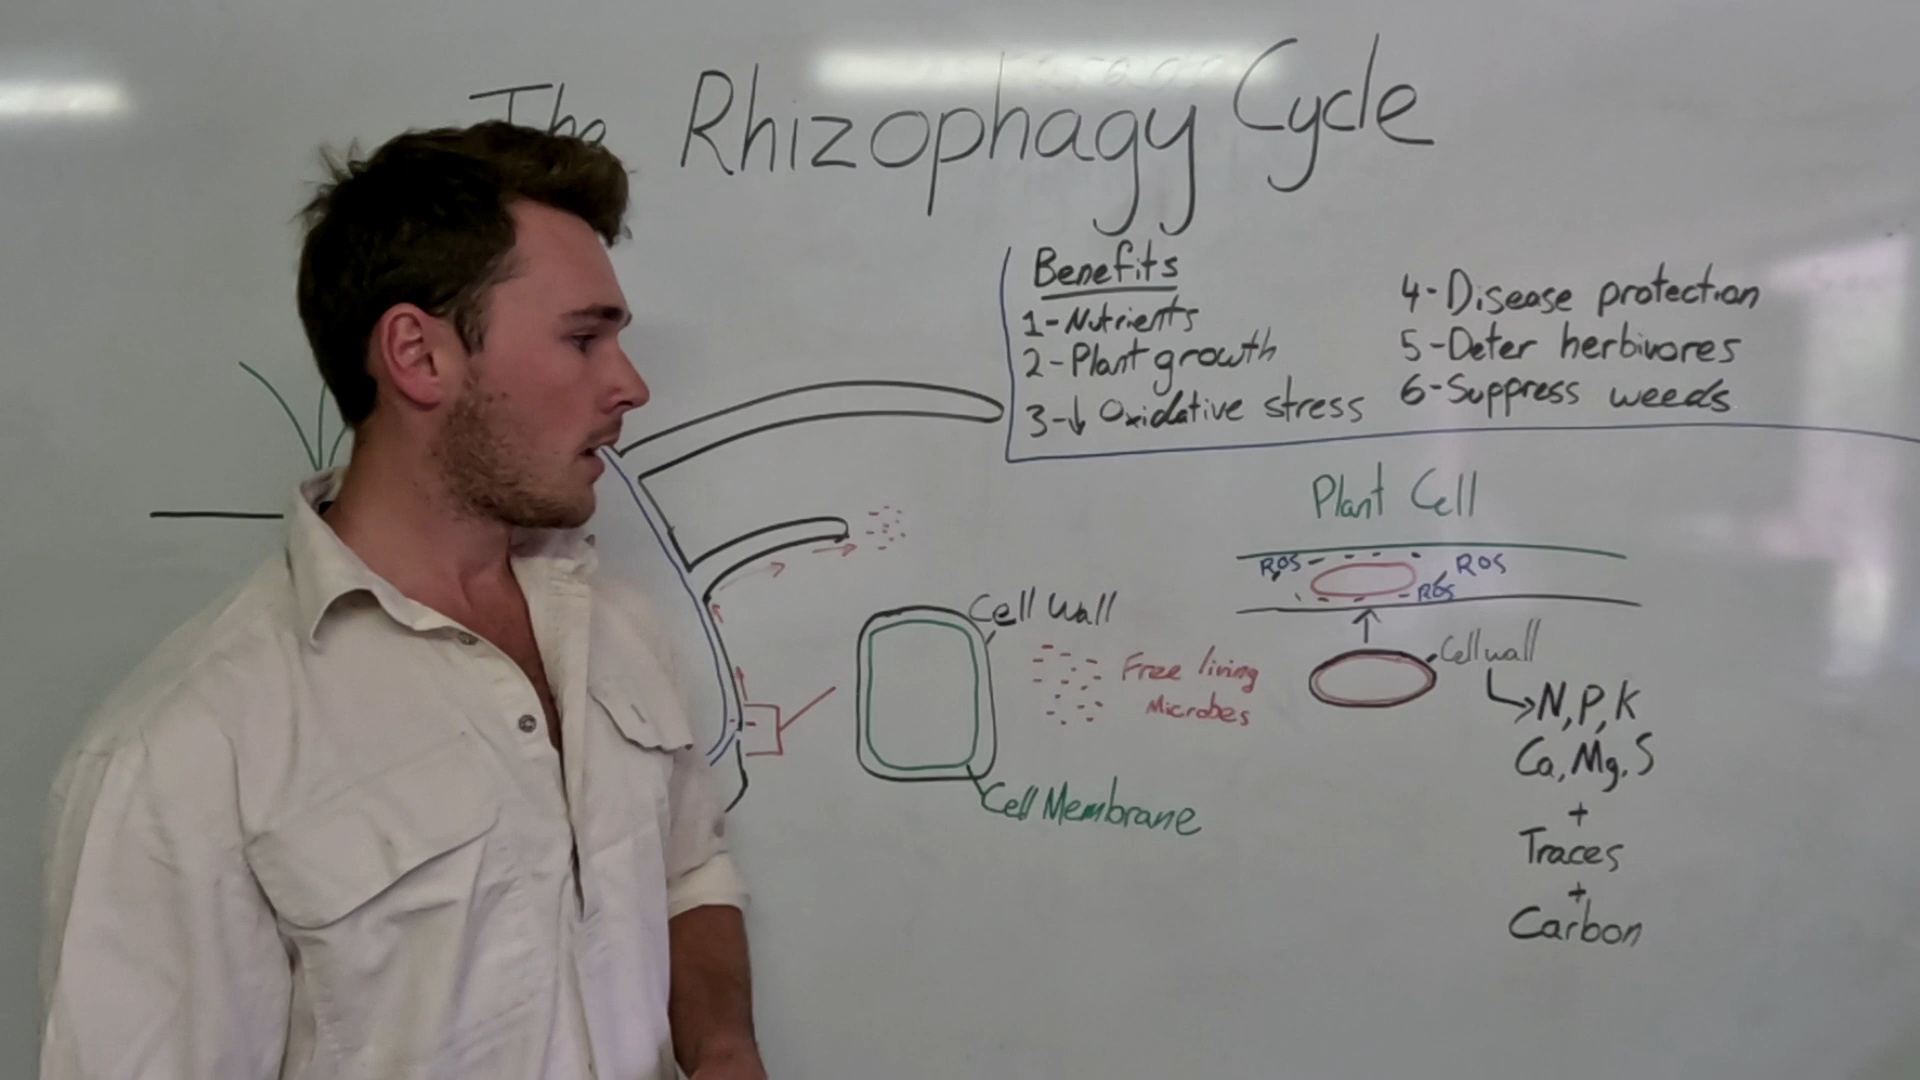 The Rhizophagy Cycle
Benefits
1-Nutrients
2-Plant growth
3-↓ Oxidative stress
4-Disease protection
5-Deter herbivores
6-Suppress weeds
Plant Cell
ROS
ROS
ROS
Cell Wall
Free living
Microbes
Cell Membrane
Cell wall
N, P, K
Ca, Mg, S
+
Traces
+
Carbon